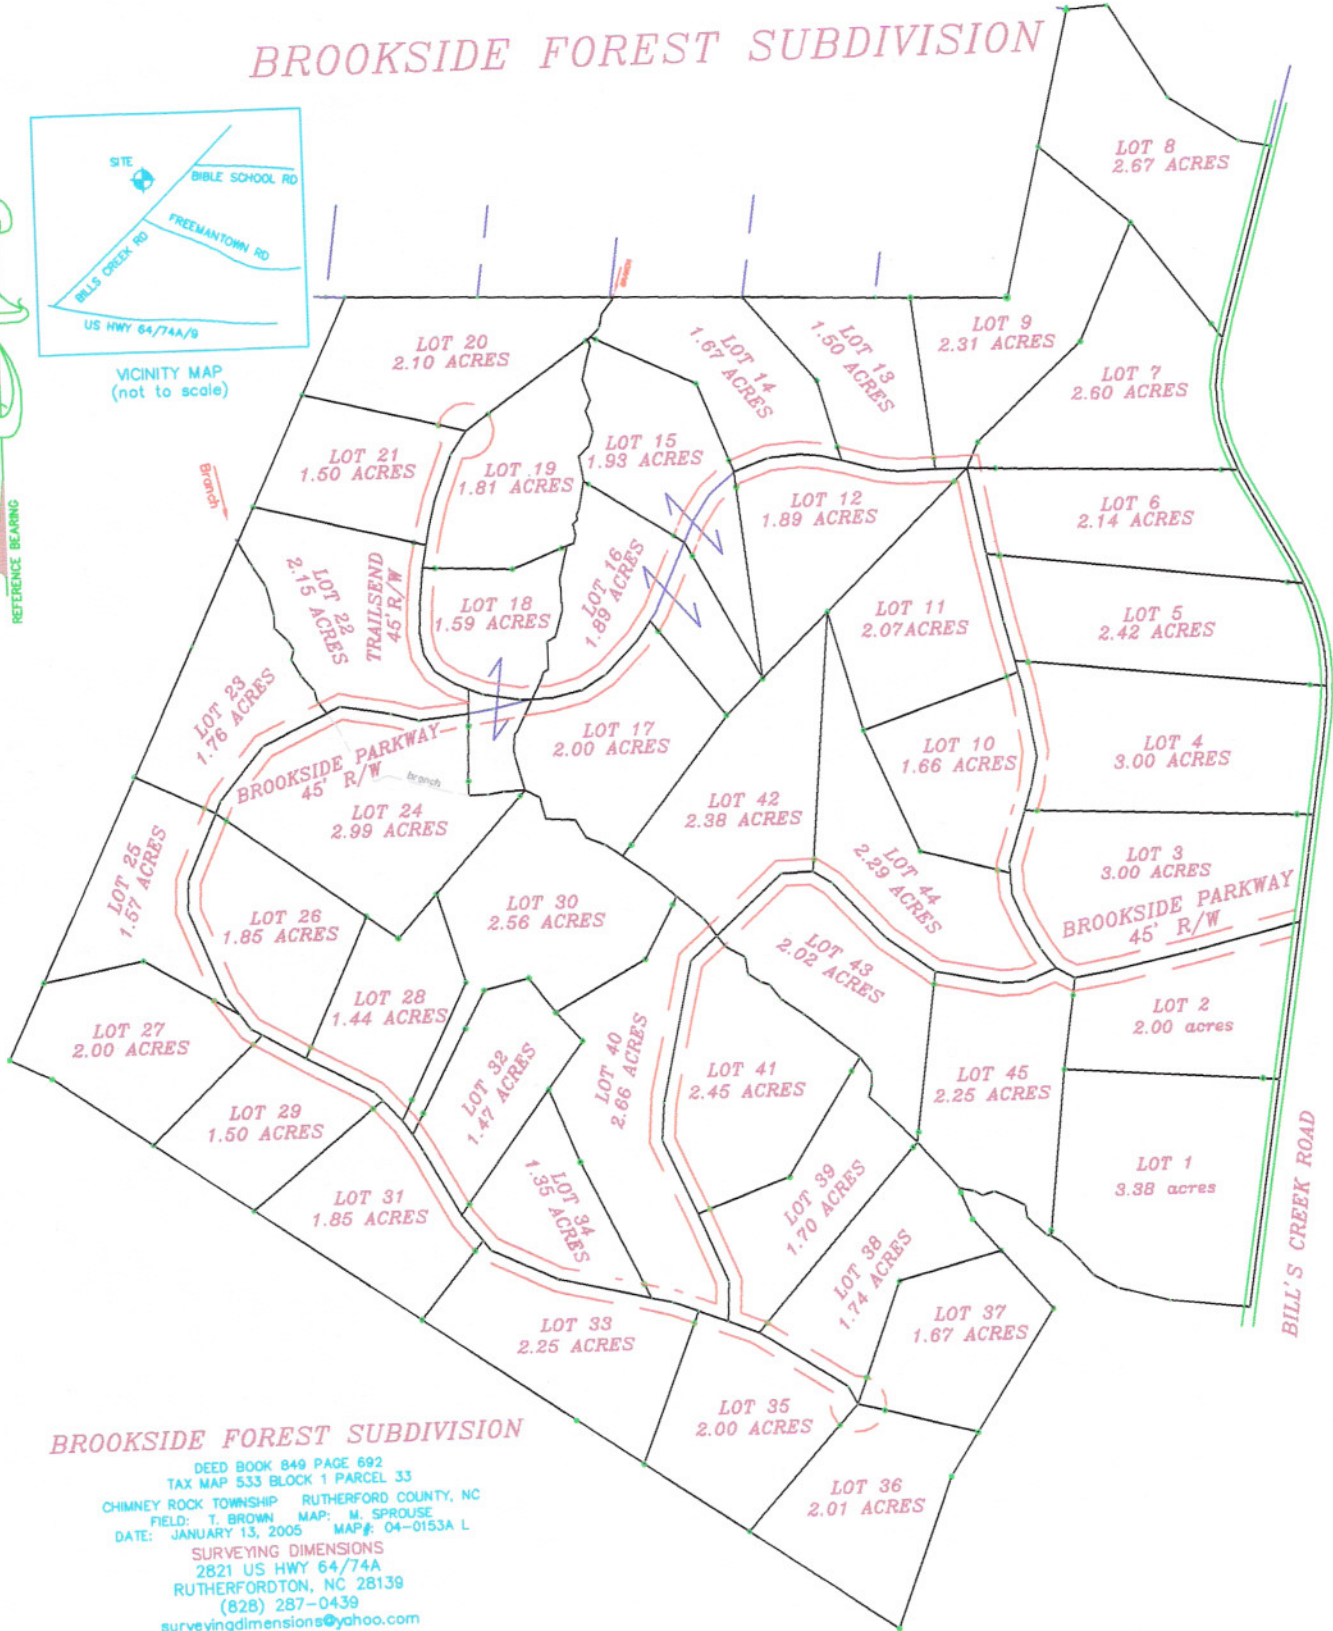 BROOKSIDE FOREST SUBDIVISION
SITE
BIBLE SCHOOL RD
FREEMANTOWN RD
BILLS CREEK RD
US HWY 64/74A/9
VICINITY MAP
(not to scale)
REFERENCE BEARING
Branch
BRANCH
LOT 8
2.67 ACRES
LOT 9
2.31 ACRES
LOT 7
2.60 ACRES
LOT 13
1.50 ACRES
LOT 14
1.67 ACRES
LOT 20
2.10 ACRES
LOT 21
1.50 ACRES
LOT 19
1.81 ACRES
LOT 15
1.93 ACRES
LOT 12
1.89 ACRES
LOT 6
2.14 ACRES
LOT 22
2.15 ACRES
TRAILSEND
45'R/W
LOT 18
1.59 ACRES
LOT 16
1.89 ACRES
LOT 11
2.07ACRES
LOT 5
2.42 ACRES
LOT 23
1.76 ACRES
BROOKSIDE PARKWAY
45' R/W
branch
LOT 17
2.00 ACRES
LOT 10
1.66 ACRES
LOT 4
3.00 ACRES
LOT 24
2.99 ACRES
LOT 42
2.38 ACRES
LOT 44
2.29 ACRES
LOT 3
3.00 ACRES
BROOKSIDE PARKWAY
45' R/W
LOT 25
1.57 ACRES
LOT 26
1.85 ACRES
LOT 30
2.56 ACRES
LOT 43
2.02 ACRES
LOT 28
1.44 ACRES
LOT 2
2.00 acres
LOT 27
2.00 ACRES
LOT 32
1.47 ACRES
LOT 40
2.66 ACRES
LOT 41
2.45 ACRES
LOT 45
2.25 ACRES
LOT 29
1.50 ACRES
LOT 1
3.38 acres
BILL'S CREEK ROAD
LOT 31
1.85 ACRES
LOT 34
1.35 ACRES
LOT 39
1.70 ACRES
LOT 38
1.74 ACRES
LOT 37
1.67 ACRES
LOT 33
2.25 ACRES
LOT 35
2.00 ACRES
LOT 36
2.01 ACRES
BROOKSIDE FOREST SUBDIVISION
DEED BOOK 849 PAGE 692
TAX MAP 533 BLOCK 1 PARCEL 33
CHIMNEY ROCK TOWNSHIP RUTHERFORD COUNTY, NC
FIELD: T. BROWN MAP: M. SPROUSE
DATE: JANUARY 13, 2005 MAP#: 04-0153A L
SURVEYING DIMENSIONS
2821 US HWY 64/74A
RUTHERFORDTON, NC 28139
(828) 287-0439
surveyingdimensions@yahoo.com